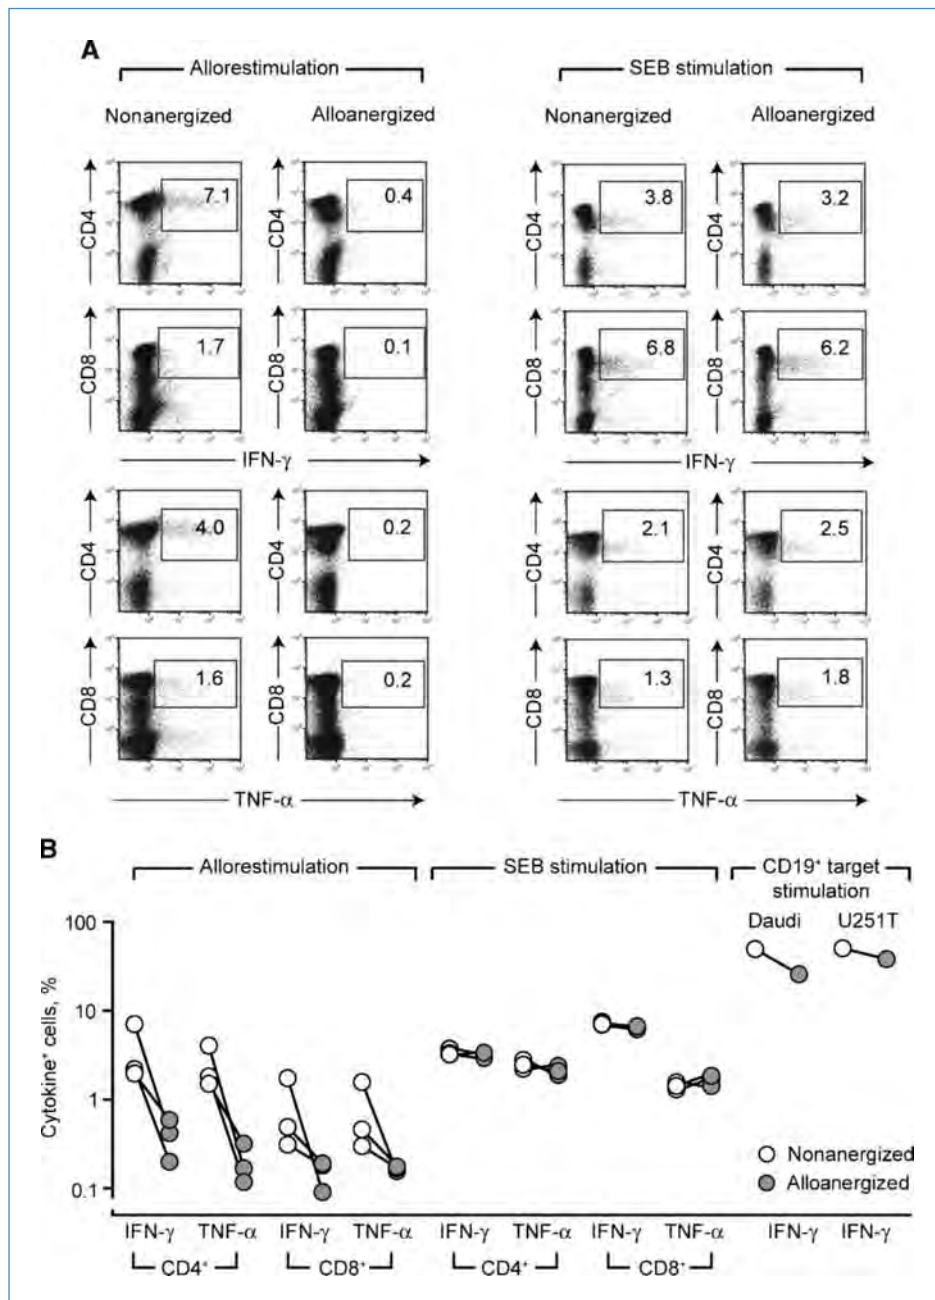 A
Allorestimulation
SEB stimulation
Nonanergized
Alloanergized
Nonanergized
Alloanergized
CD4
7.1
CD4
0.4
CD4
3.8
CD4
3.2
CD8
1.7
CD8
0.1
CD8
6.8
CD8
6.2
IFN-γ
IFN-γ
CD4
4.0
CD4
0.2
CD4
2.1
CD4
2.5
CD8
1.6
CD8
0.2
CD8
1.3
CD8
1.8
TNF-α
TNF-α
B
Allorestimulation
SEB stimulation
CD19⁺ target
stimulation
Daudi
U251T
Cytokine⁺ cells, %
100
10
1
0.1
Nonanergized
Alloanergized
IFN-γ TNF-α IFN-γ TNF-α IFN-γ TNF-α IFN-γ TNF-α IFN-γ IFN-γ
CD4⁺ CD8⁺ CD4⁺ CD8⁺